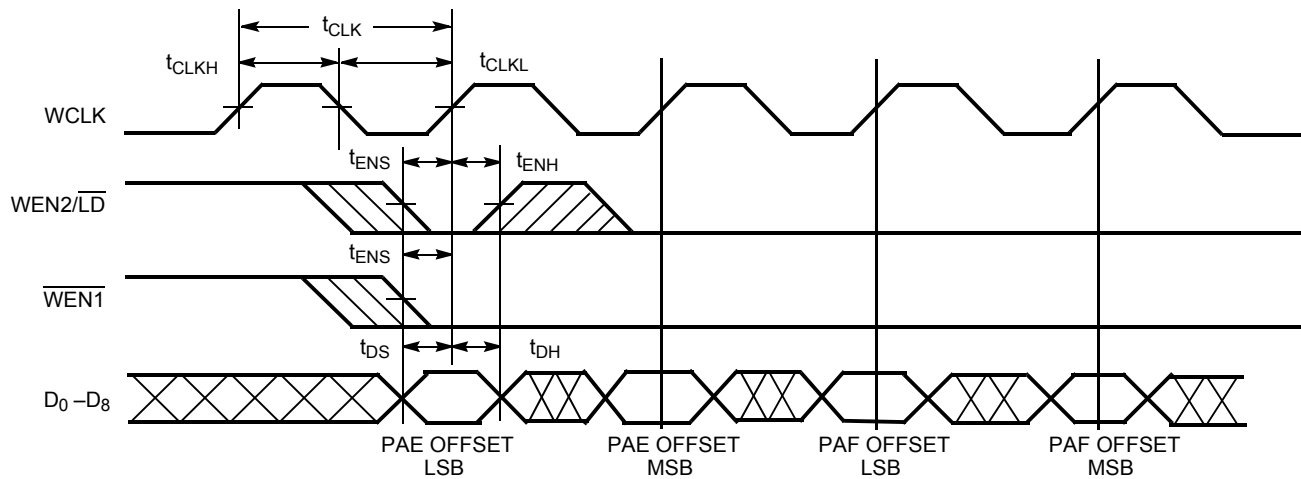 tCLK
tCLKH
tCLKL
WCLK
tENS
tENH
WEN2/LD
tENS
WEN1
tDS
tDH
D0 –D8
PAE OFFSET
LSB
PAE OFFSET
MSB
PAF OFFSET
LSB
PAF OFFSET
MSB